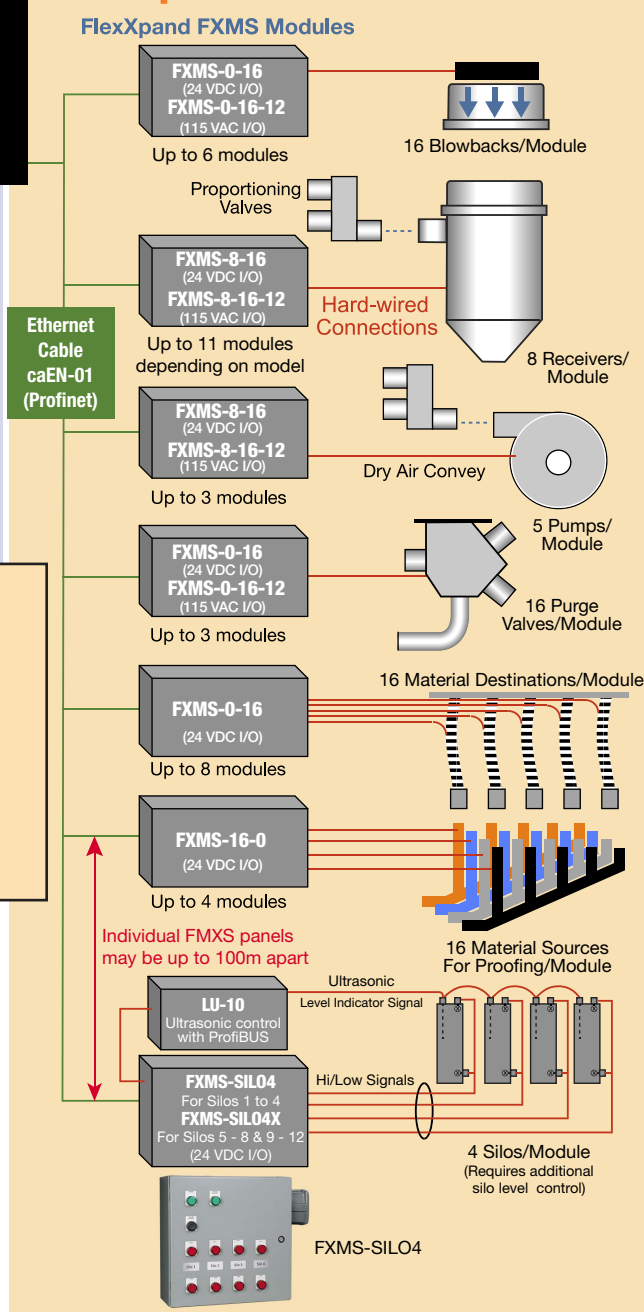 FlexXpand FXMS Modules
FXMS-0-16
(24 VDC I/O)
FXMS-0-16-12
(115 VAC I/O)
Up to 6 modules
16 Blowbacks/Module
Proportioning
Valves
FXMS-8-16
(24 VDC I/O)
FXMS-8-16-12
(115 VAC I/O)
Up to 11 modules
depending on model
Hard-wired
Connections
8 Receivers/
Module
Ethernet
Cable
caEN-01
(Profinet)
FXMS-8-16
(24 VDC I/O)
FXMS-8-16-12
(115 VAC I/O)
Up to 3 modules
Dry Air Convey
5 Pumps/
Module
FXMS-0-16
(24 VDC I/O)
FXMS-0-16-12
(115 VAC I/O)
Up to 3 modules
16 Purge
Valves/Module
16 Material Destinations/Module
FXMS-0-16
(24 VDC I/O)
Up to 8 modules
FXMS-16-0
(24 VDC I/O)
Up to 4 modules
16 Material Sources
For Proofing/Module
Individual FMXS panels
may be up to 100m apart
LU-10
Ultrasonic control
with ProfiBUS
Ultrasonic
Level Indicator Signal
FXMS-SILO4
For Silos 1 to 4
FXMS-SILO4X
For Silos 5 - 8 & 9 - 12
(24 VDC I/O)
Hi/Low Signals
4 Silos/Module
(Requires additional
silo level control)
FXMS-SILO4